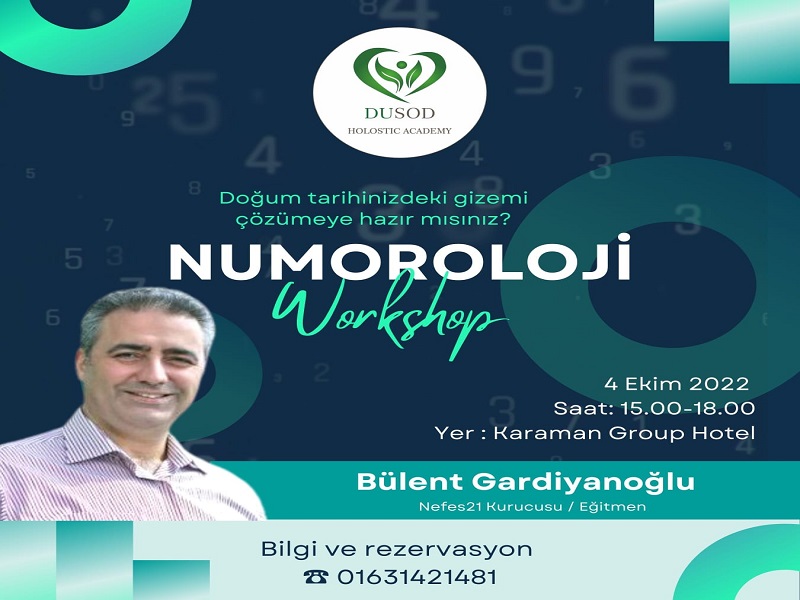 DUSOD
HOLOSTIC ACADEMY
Doğum tarihinizdeki gizemi
çözümeye hazır mısınız?
NUMOROLOJİ
Workshop
4 Ekim 2022
Saat: 15.00-18.00
Yer : Karaman Group Hotel
Bülent Gardiyanoğlu
Nefes21 Kurucusu / Eğitmen
Bilgi ve rezervasyon
☎ 01631421481